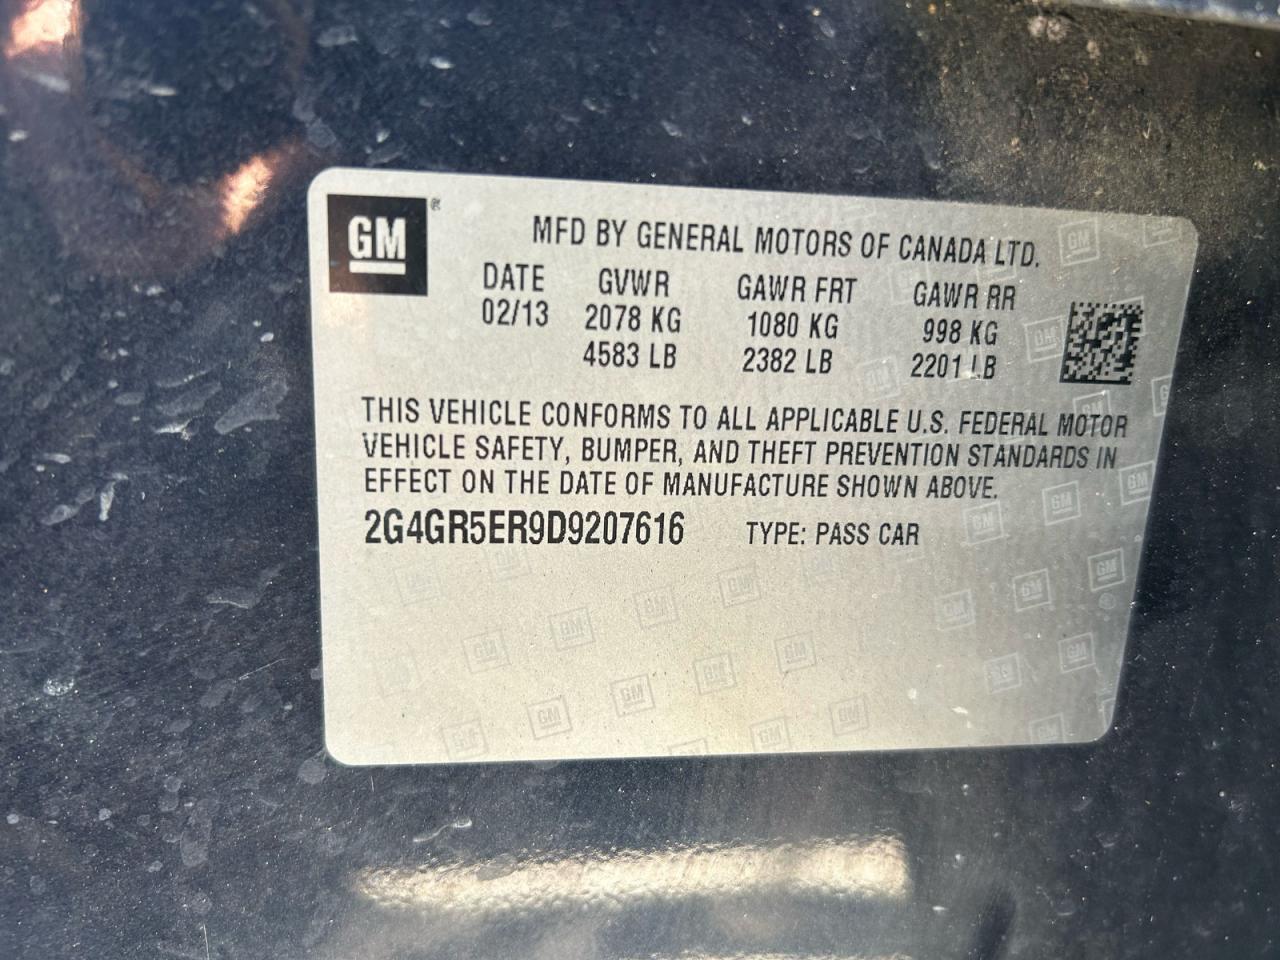 GM®
MFD BY GENERAL MOTORS OF CANADA LTD.
DATE GVWR GAWR FRT GAWR RR
02/13 2078 KG 1080 KG 998 KG
4583 LB 2382 LB 2201 LB
THIS VEHICLE CONFORMS TO ALL APPLICABLE U.S. FEDERAL MOTOR
VEHICLE SAFETY, BUMPER, AND THEFT PREVENTION STANDARDS IN
EFFECT ON THE DATE OF MANUFACTURE SHOWN ABOVE.
2G4GR5ER9D9207616 TYPE: PASS CAR